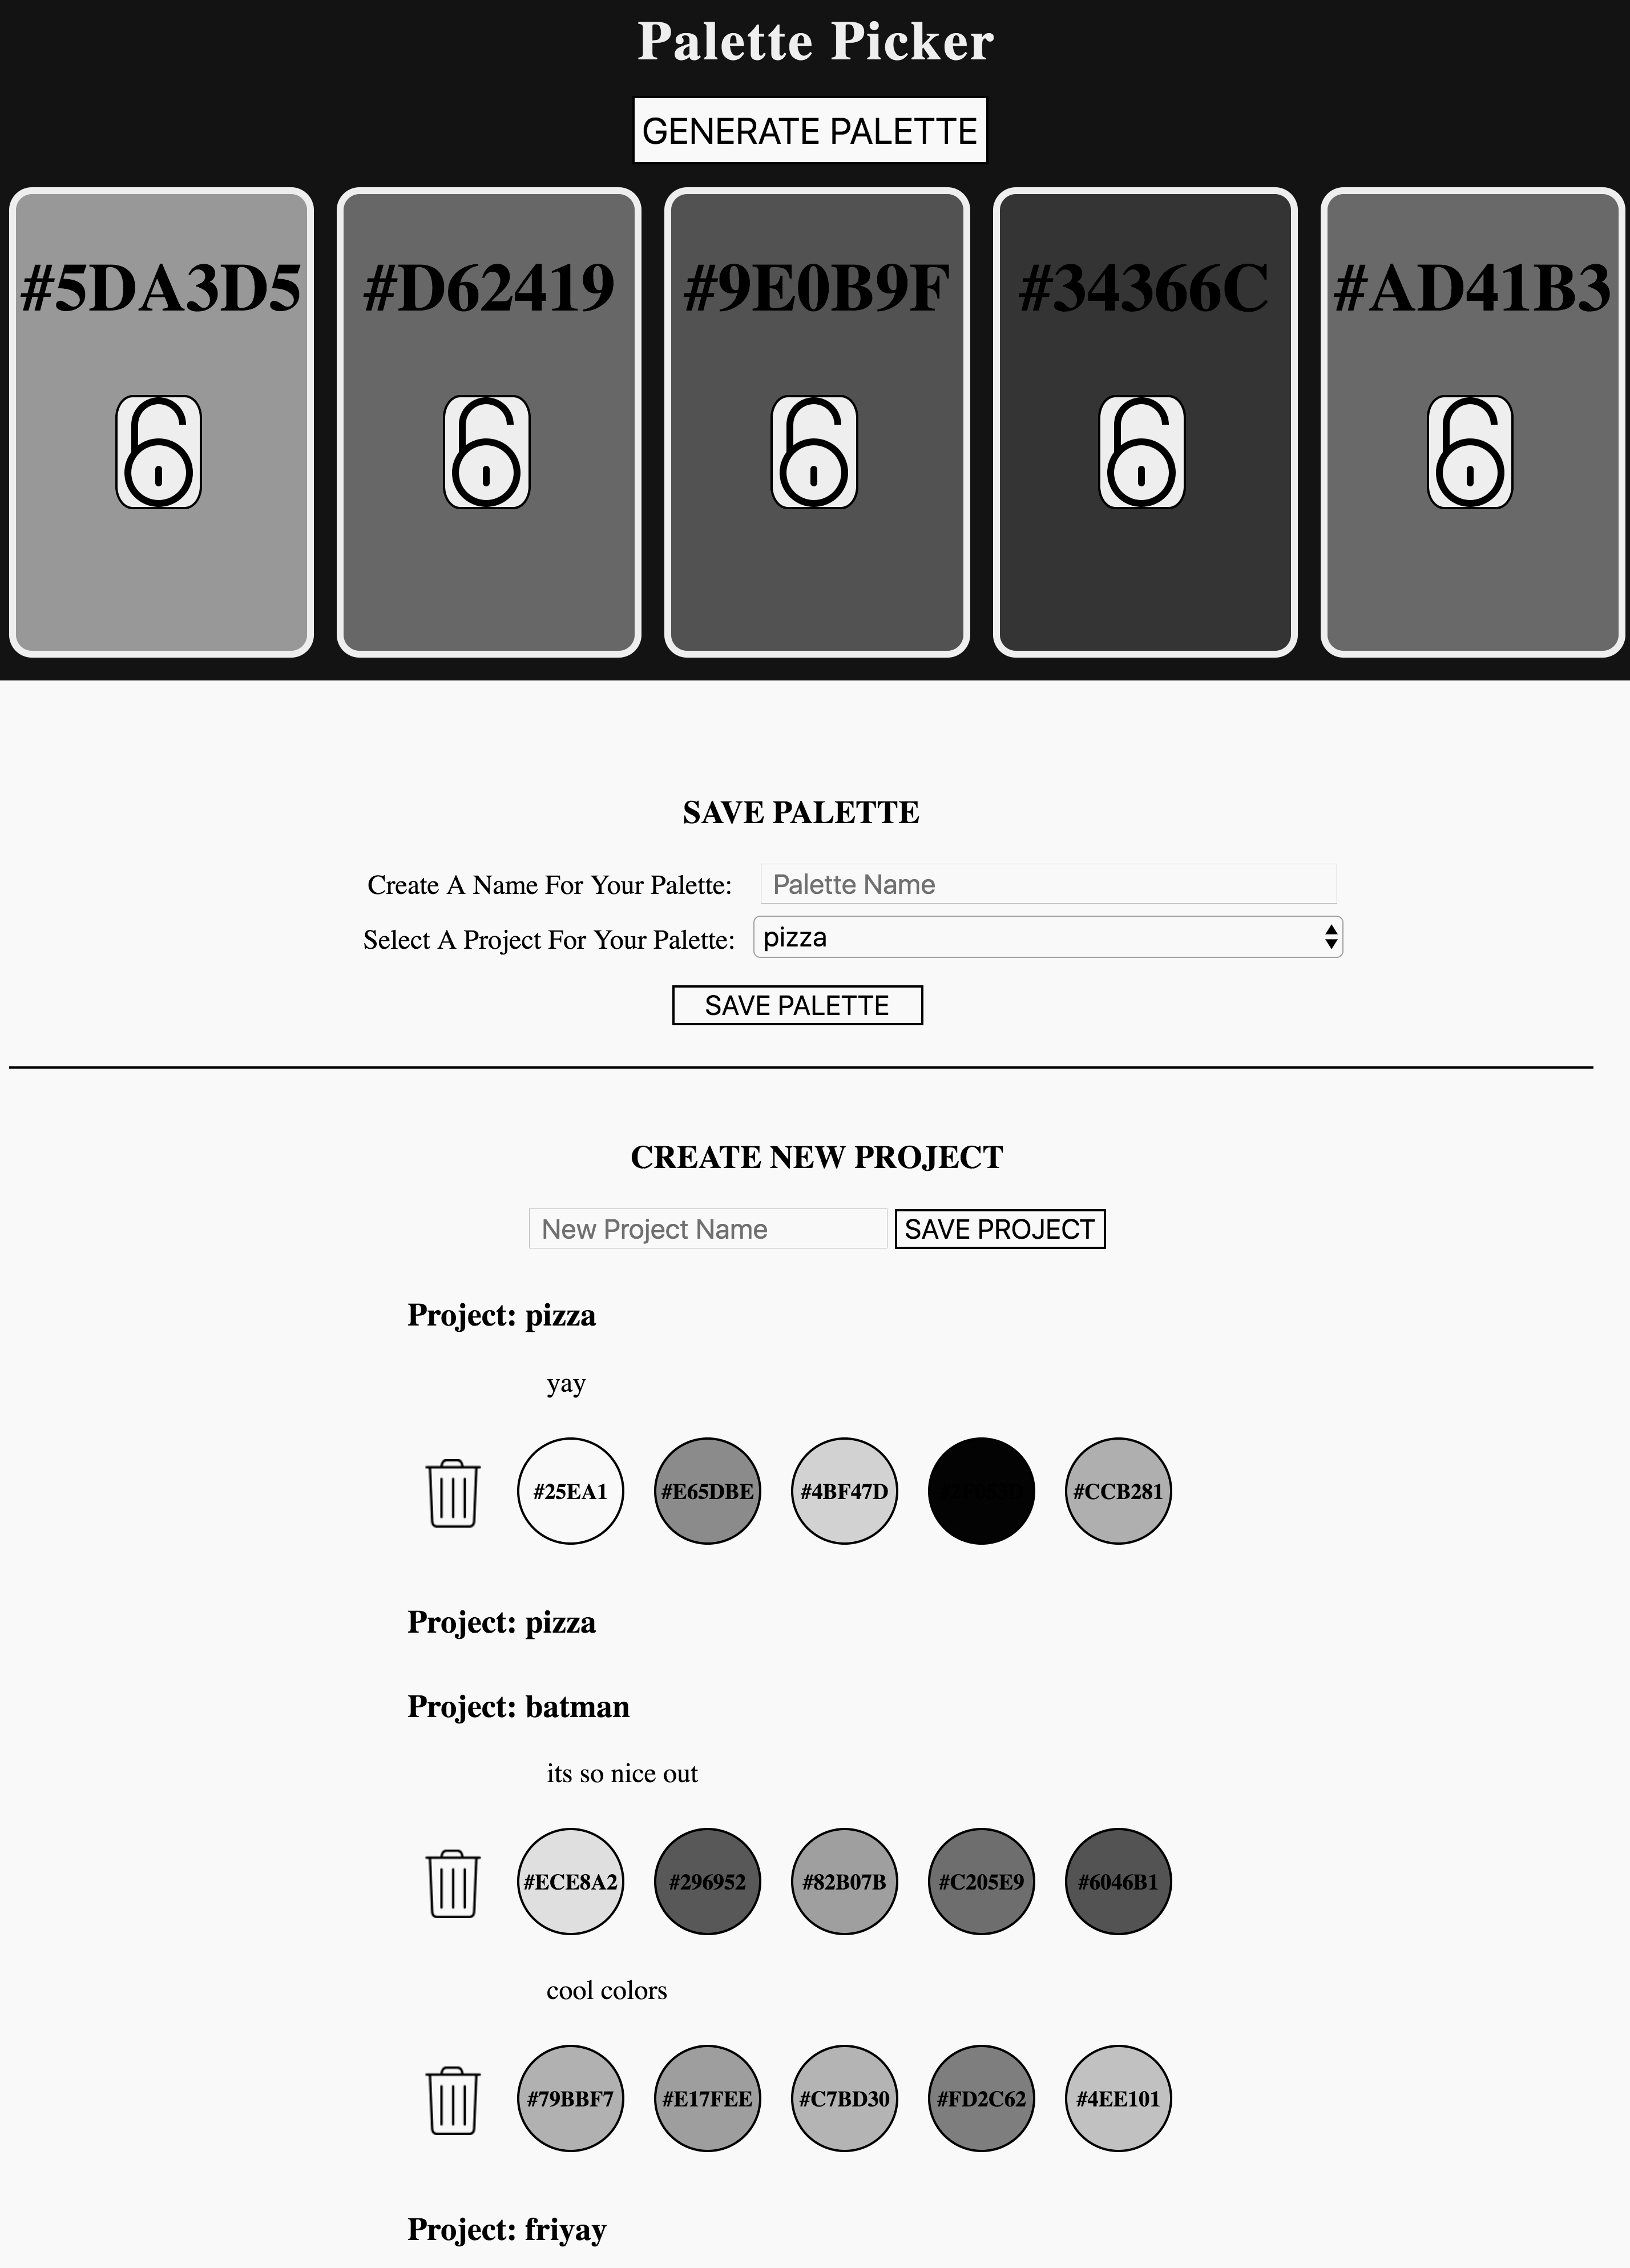 Palette Picker
GENERATE PALETTE
#5DA3D5 #D62419 #9E0B9F #34366C #AD41B3
SAVE PALETTE
Create A Name For Your Palette: Palette Name
Select A Project For Your Palette: pizza
SAVE PALETTE
CREATE NEW PROJECT
New Project Name SAVE PROJECT
Project: pizza
yay
#25EA1 #E65DBE #4BF47D #CCB281
Project: pizza
Project: batman
its so nice out
#ECE8A2 #296952 #82B07B #C205E9 #6046B1
cool colors
#79BBF7 #E17FEE #C7BD30 #FD2C62 #4EE101
Project: friyay